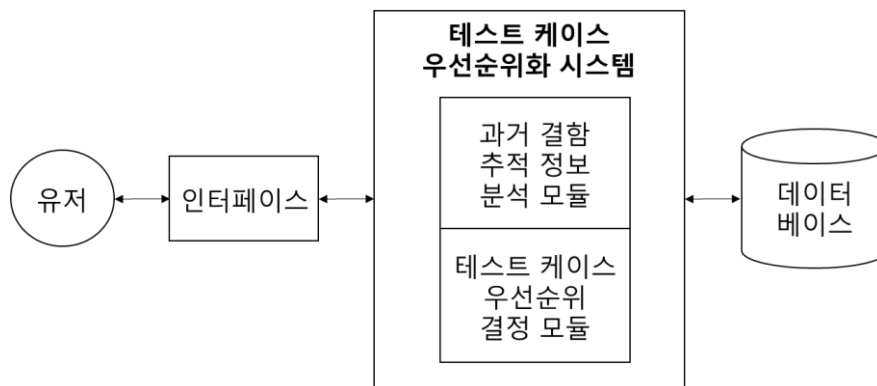 테스트 케이스
우선순위화 시스템
유저
인터페이스
과거 결함
추적 정보
분석 모듈
테스트 케이스
우선순위
결정 모듈
데이터
베이스